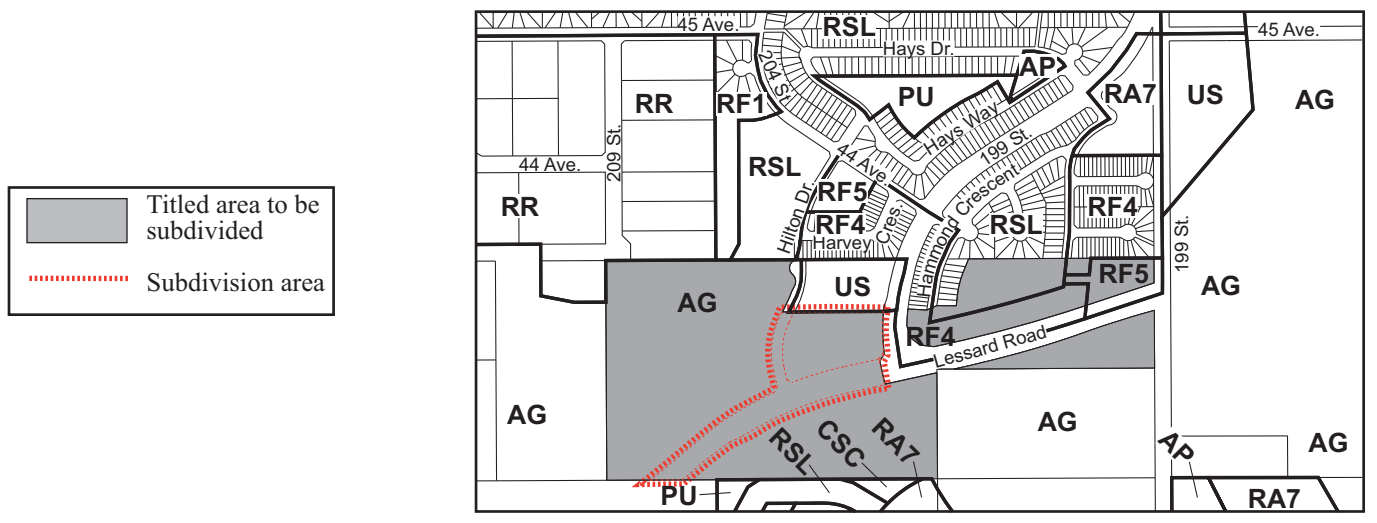 45 Ave.
RSL
45 Ave.
Hays Dr.
204 St.
AP
RR
RF1
PU
RA7
US
AG
Hays Way
209 St.
199 St.
44 Ave.
44 Ave.
RSL
Titled area to be
subdivided
RR
Hilton Dr.
RF5
RF4
Harvey
Cres.
Hammond Crescent
RSL
RF4
199 St.
Subdivision area
AG
US
RF5
AG
RF4
Lessard Road
AG
RSL
CSC
RA7
AG
AP
AG
PU
RA7